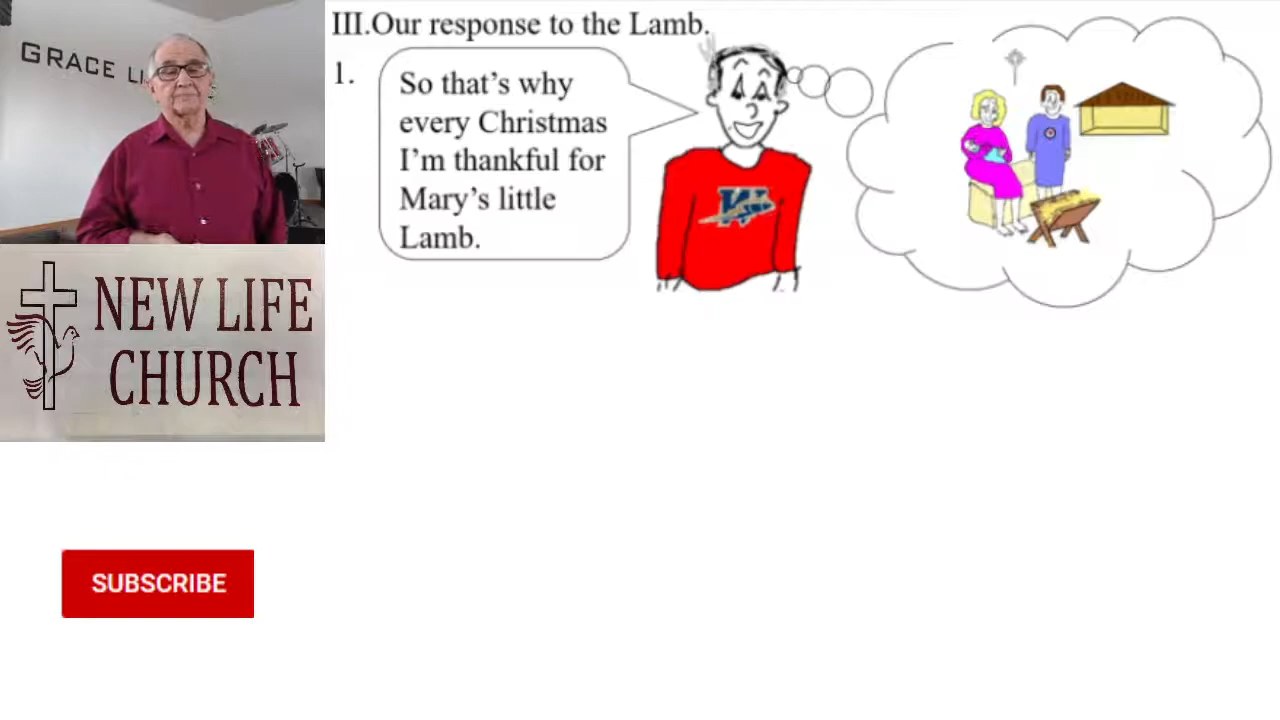 III.Our response to the Lamb.
1.
So that's why
every Christmas
I'm thankful for
Mary's little
Lamb.
GRACE LI
NEW LIFE
CHURCH
SUBSCRIBE